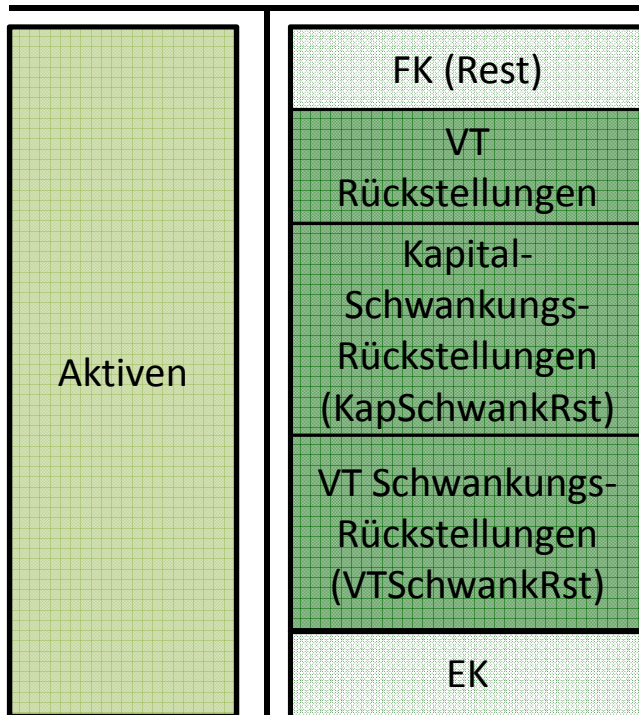 Aktiven
FK (Rest)
VT
Rückstellungen
Kapital-
Schwankungs-
Rückstellungen
(KapSchwankRst)
VT Schwankungs-
Rückstellungen
(VTSchwankRst)
EK